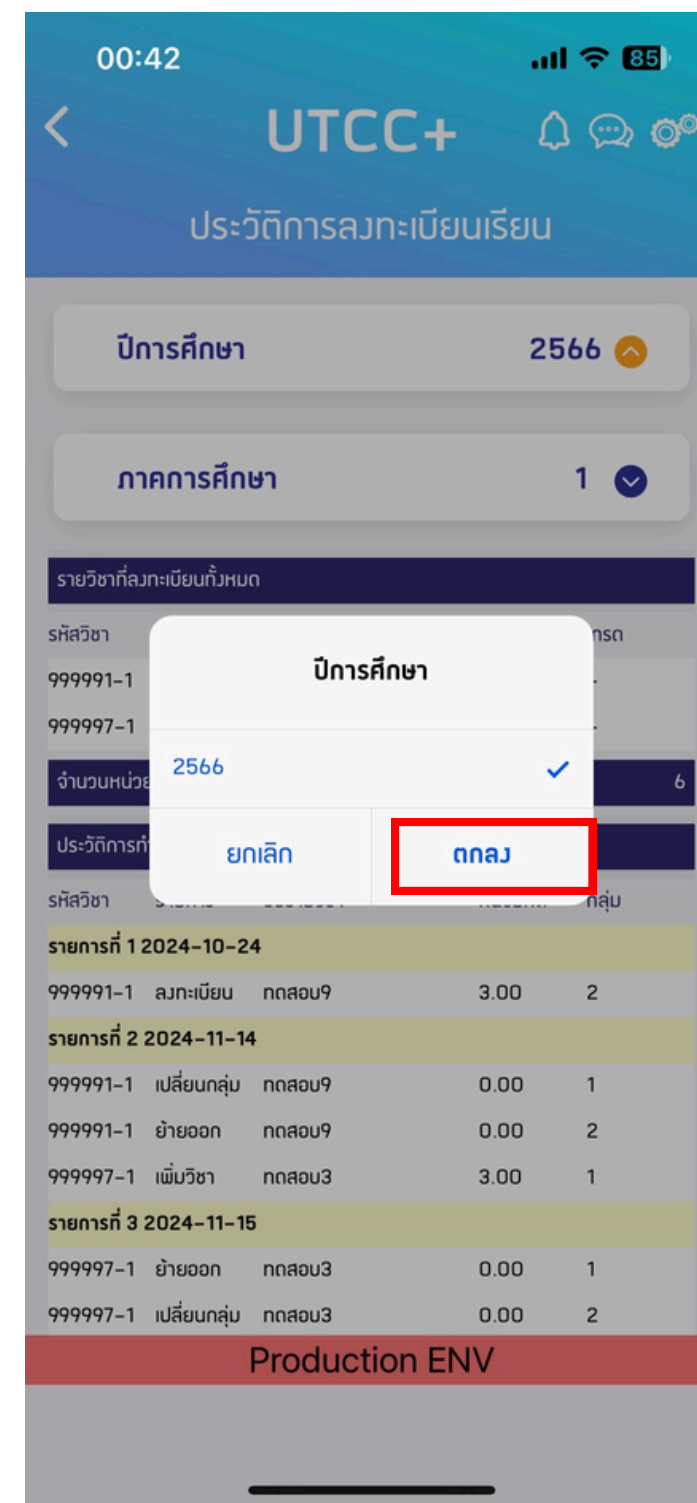 00:42 85
UTCC+
ประวัติการลงทะเบียนเรียน
ปีการศึกษา 2566
ภาคการศึกษา 1
รายวิชาที่ลงทะเบียนทั้งหมด
รหัสวิชา
999991-1 -
999997-1 -
6
ปีการศึกษา
2566
ยกเลิก ตกลง
รหัสวิชา กลุ่ม
รายการที่ 1 2024-10-24
999991-1 ลงทะเบียน ทดสอบ9 3.00 2
รายการที่ 2 2024-11-14
999991-1 เปลี่ยนกลุ่ม ทดสอบ9 0.00 1
999991-1 ย้ายออก ทดสอบ9 0.00 2
999997-1 เพิ่มวิชา ทดสอบ3 3.00 1
รายการที่ 3 2024-11-15
999997-1 ย้ายออก ทดสอบ3 0.00 1
999997-1 เปลี่ยนกลุ่ม ทดสอบ3 0.00 2
Production ENV